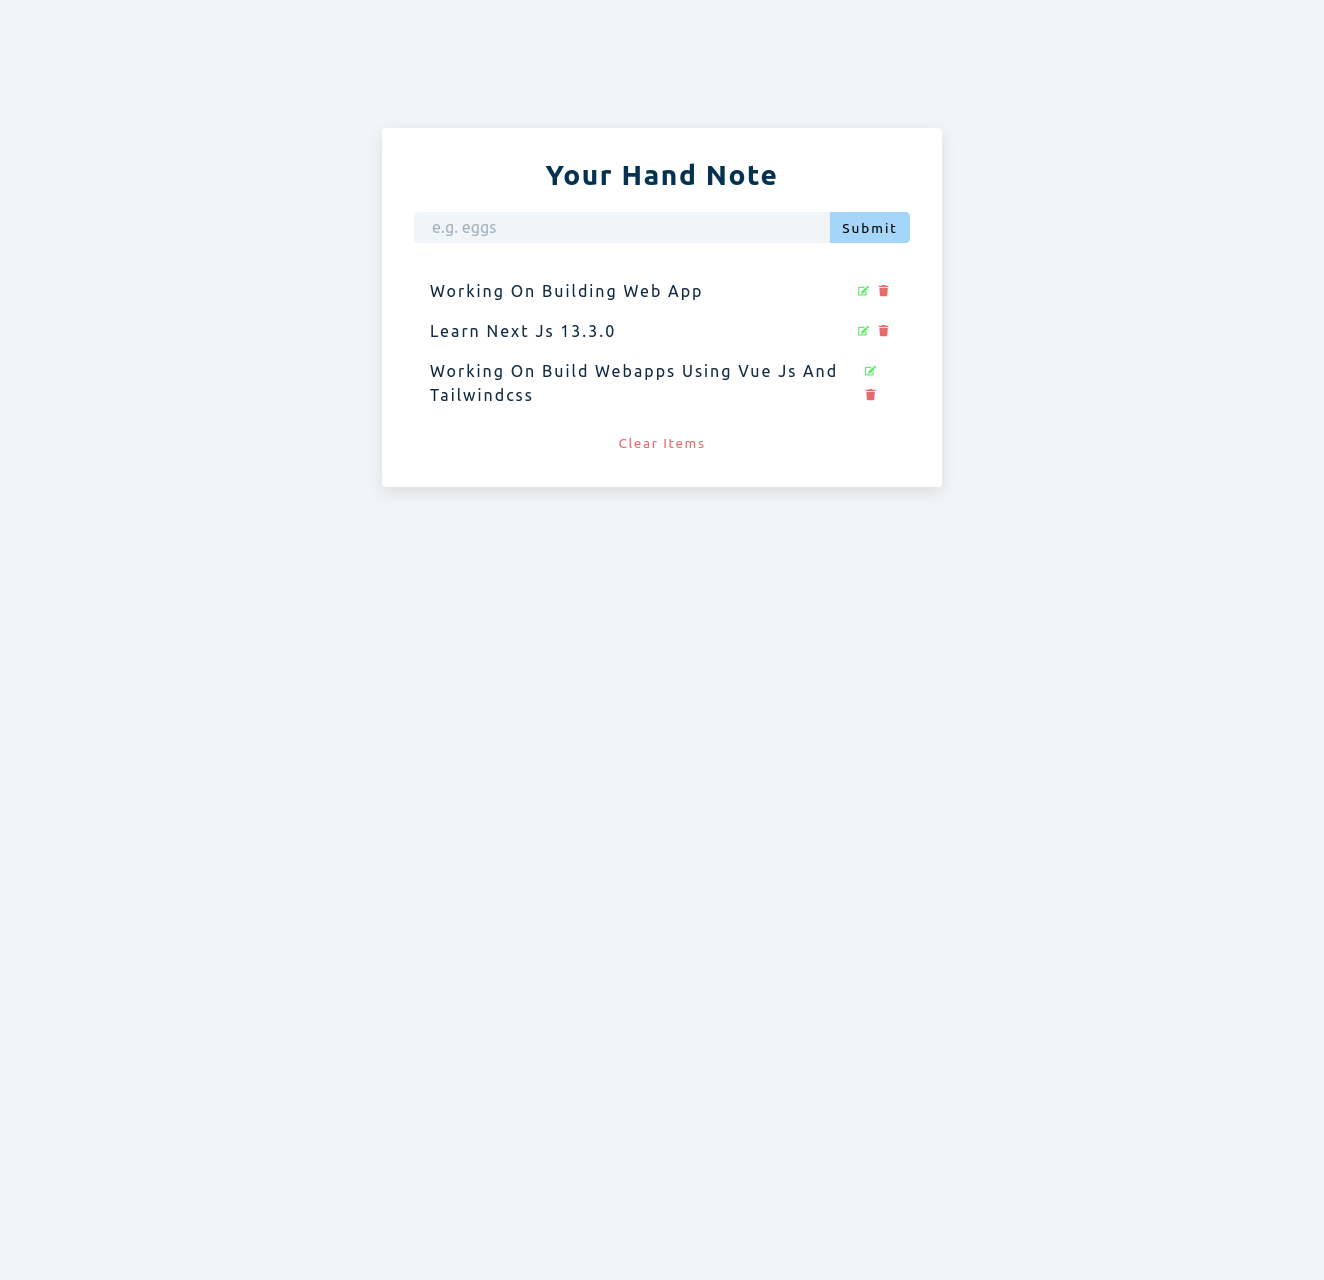 Your Hand Note
e.g. eggs
Submit
Working On Building Web App
Learn Next Js 13.3.0
Working On Build Webapps Using Vue Js And
Tailwindcss
Clear Items